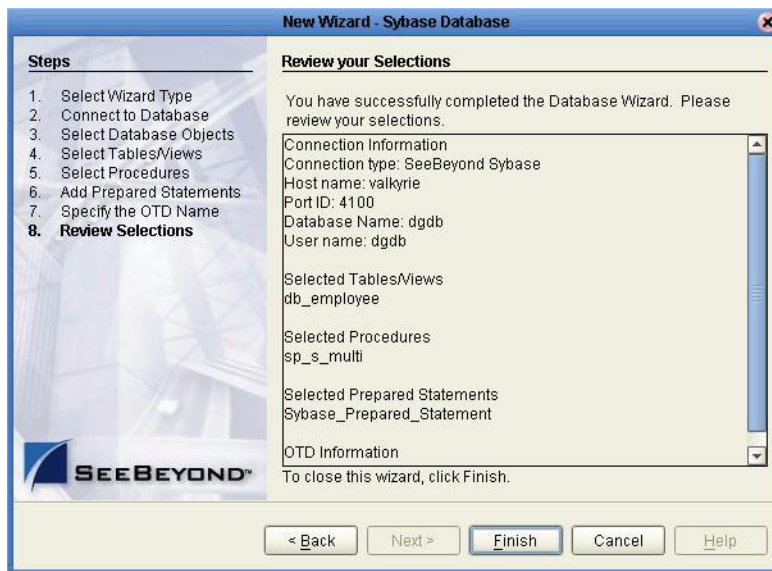 New Wizard - Sybase Database
Steps
1. Select Wizard Type
2. Connect to Database
3. Select Database Objects
4. Select Tables/Views
5. Select Procedures
6. Add Prepared Statements
7. Specify the OTD Name
8. Review Selections
SEEBEYOND™
Review your Selections
You have successfully completed the Database Wizard. Please
review your selections.
Connection Information
Connection type: SeeBeyond Sybase
Host name: valkyrie
Port ID: 4100
Database Name: dgdb
User name: dgdb
Selected Tables/Views
db_employee
Selected Procedures
sp_s_multi
Selected Prepared Statements
Sybase_Prepared_Statement
OTD Information
To close this wizard, click Finish.
< Back
Next >
Finish
Cancel
Help